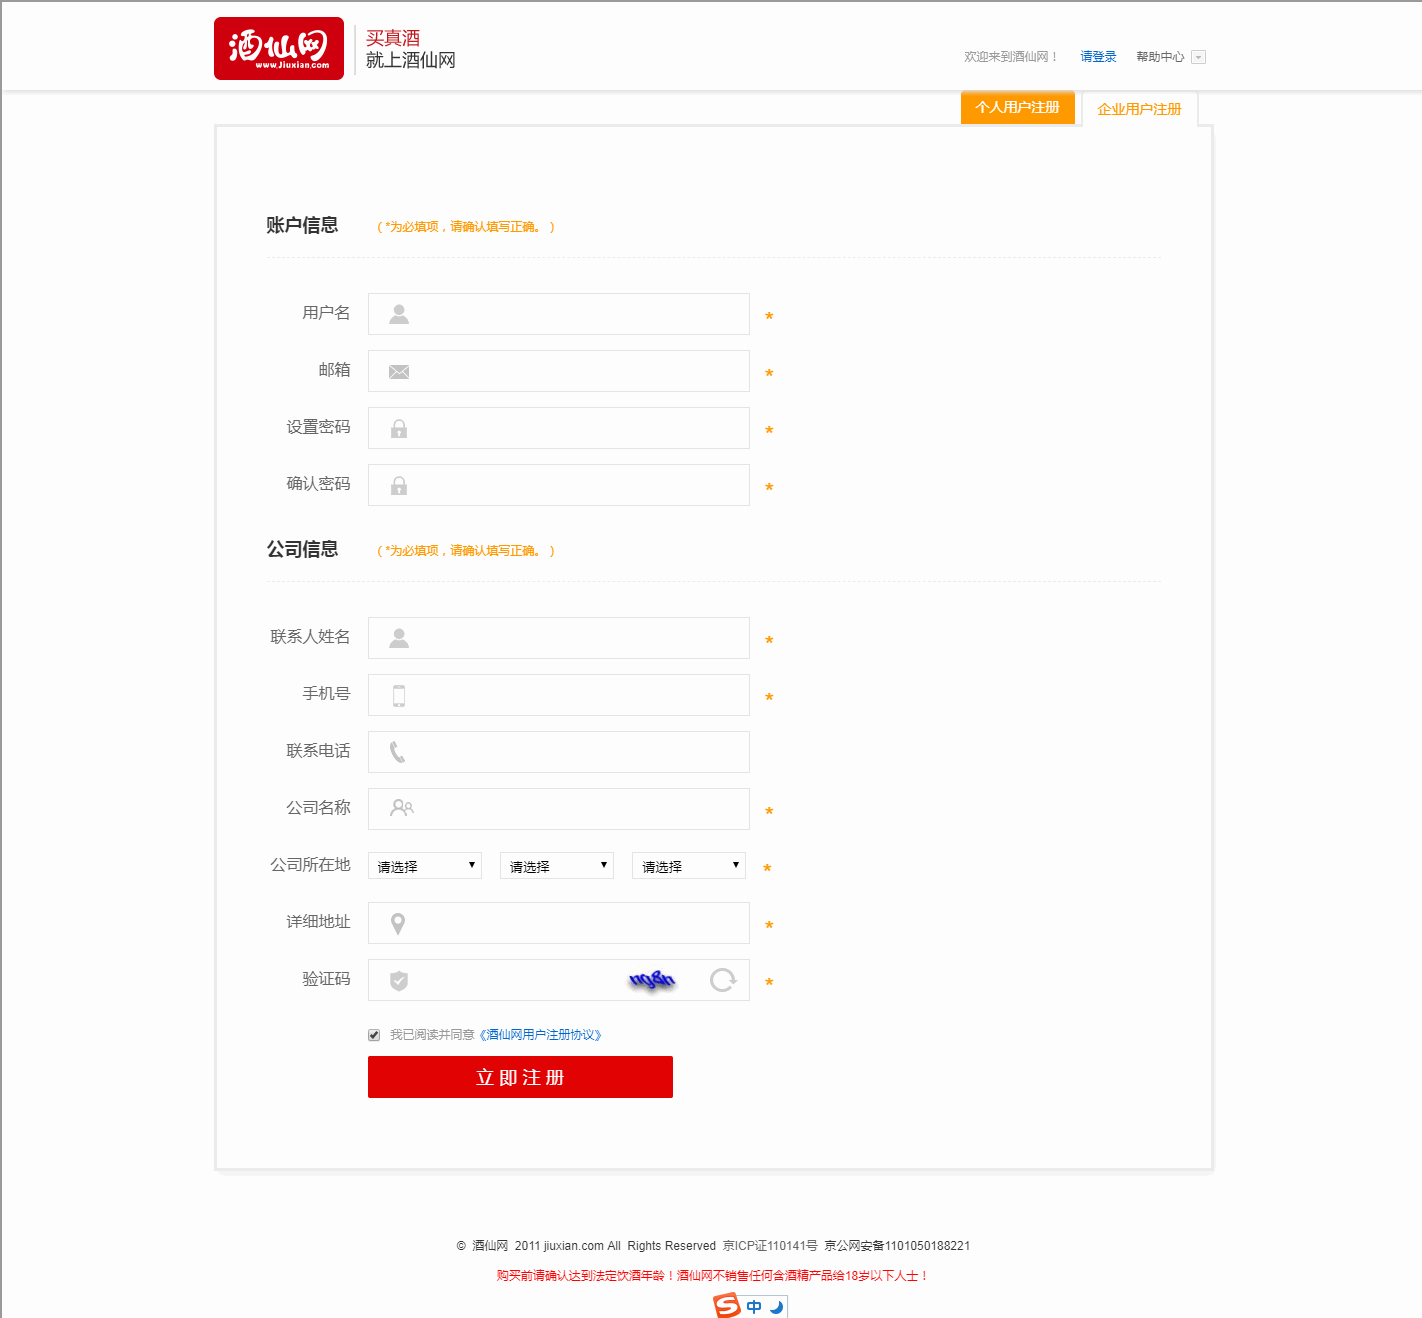 酒仙网
www.Jiuxian.com
买真酒
就上酒仙网
欢迎来到酒仙网！ 请登录 帮助中心
个人用户注册 企业用户注册
账户信息 （ *为必填项，请确认填写正确。 ）
用户名 *
邮箱 *
设置密码 *
确认密码 *
公司信息 （ *为必填项，请确认填写正确。 ）
联系人姓名 *
手机号 *
联系电话
公司名称 *
公司所在地 请选择 请选择 请选择 *
详细地址 *
验证码 ng8n *
我已阅读并同意《酒仙网用户注册协议》
立即注册
© 酒仙网 2011 jiuxian.com All Rights Reserved 京ICP证110141号 京公网安备1101050188221
购买前请确认达到法定饮酒年龄！酒仙网不销售任何含酒精产品给18岁以下人士！
S 中